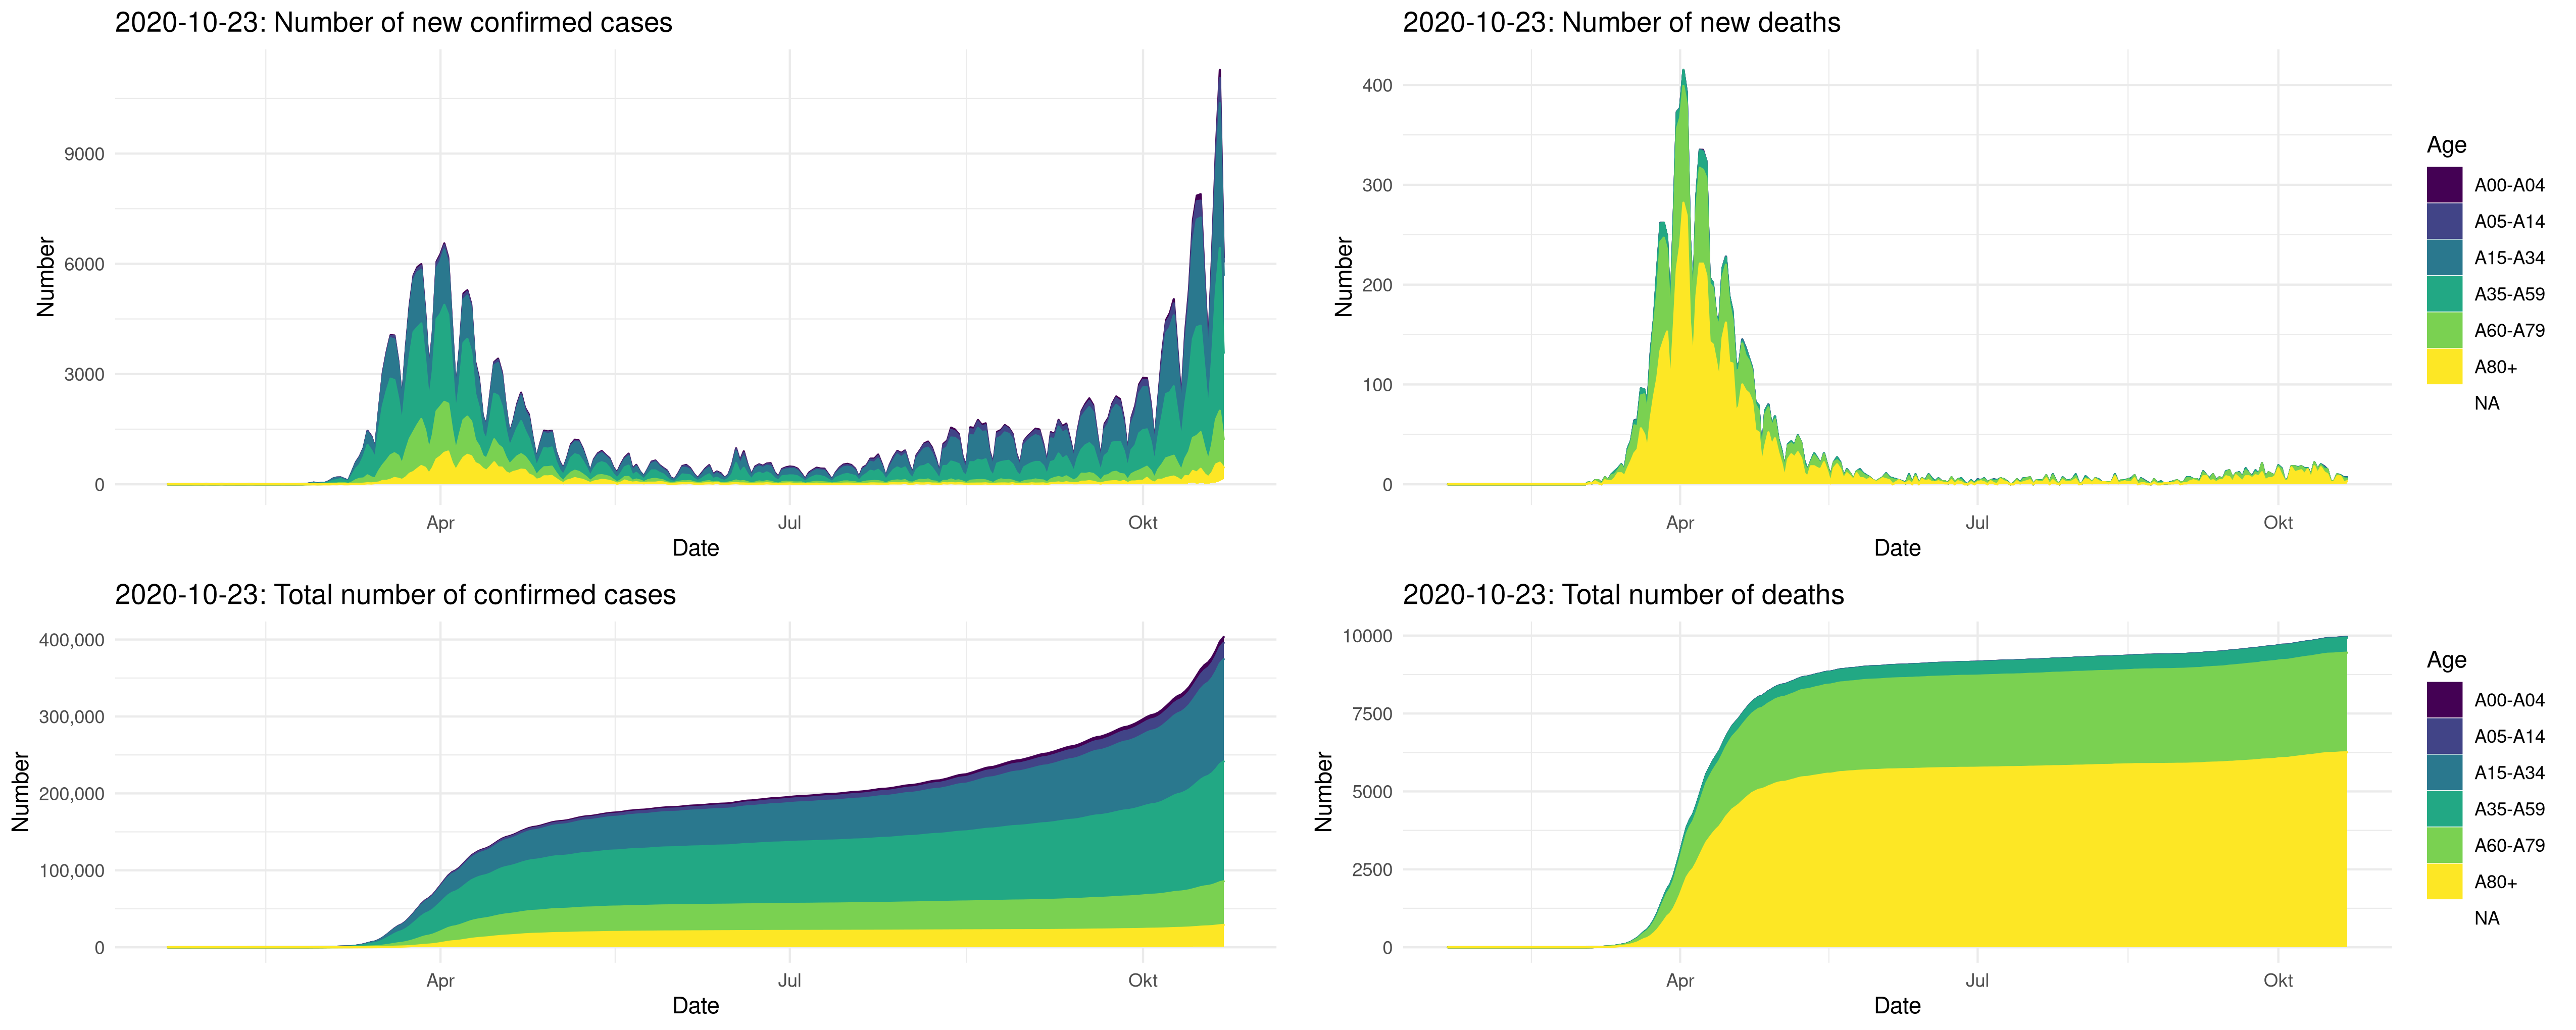 2020-10-23: Number of new confirmed cases
Number
9000
6000
3000
0
Apr
Jul
Okt
Date
2020-10-23: Number of new deaths
Number
400
300
200
100
0
Apr
Jul
Okt
Date
Age
A00-A04
A05-A14
A15-A34
A35-A59
A60-A79
A80+
NA
2020-10-23: Total number of confirmed cases
Number
400,000
300,000
200,000
100,000
0
Apr
Jul
Okt
Date
2020-10-23: Total number of deaths
Number
10000
7500
5000
2500
0
Apr
Jul
Okt
Date
Age
A00-A04
A05-A14
A15-A34
A35-A59
A60-A79
A80+
NA